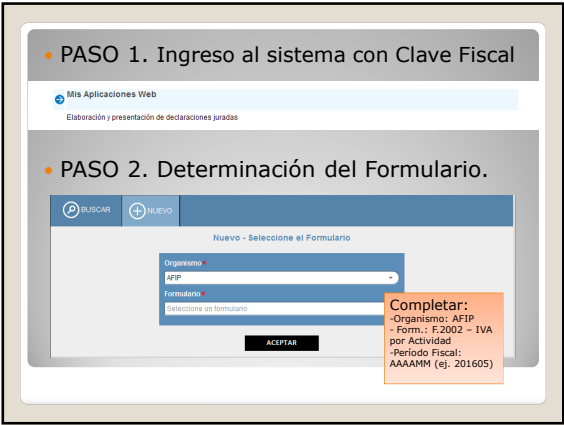 PASO 1. Ingreso al sistema con Clave Fiscal
Mis Aplicaciones Web
Elaboración y presentación de declaraciones juradas
PASO 2. Determinación del Formulario.
BUSCAR
NUEVO
Nuevo - Seleccione el Formulario
Organismo *
AFIP
Formulario *
Seleccione un formulario
ACEPTAR
Completar:
-Organismo: AFIP
- Form.: F.2002 – IVA
por Actividad
-Período Fiscal:
AAAAMM (ej. 201605)